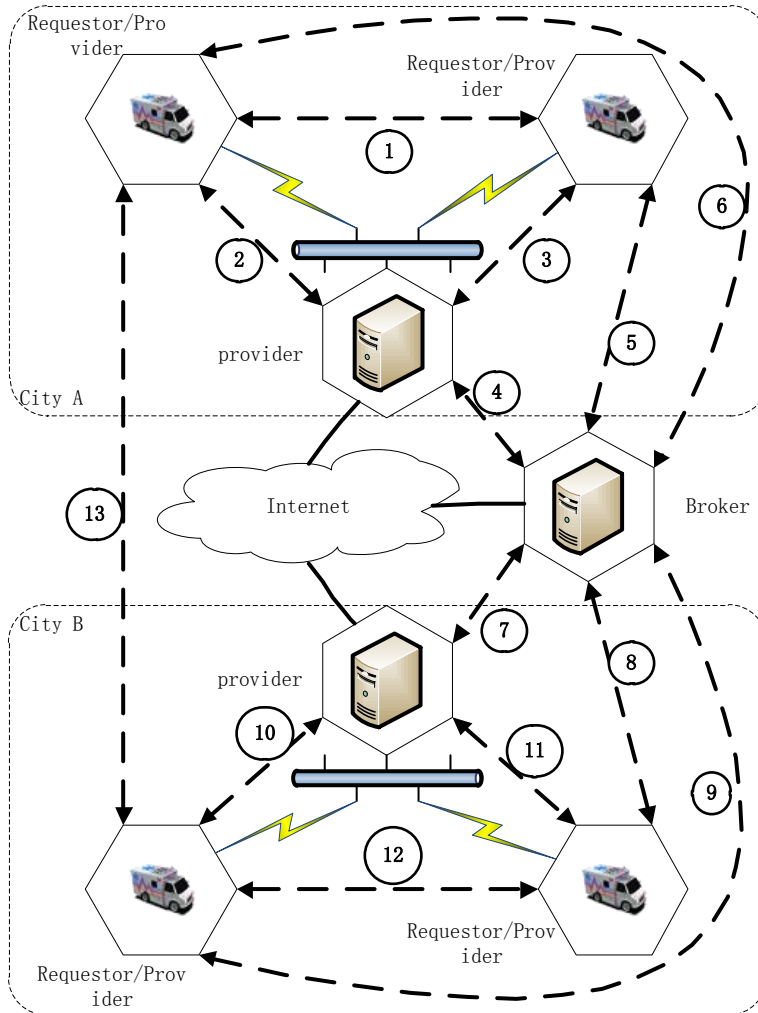 Requestor/Pro
vider
Requestor/Prov
ider
1
6
2
3
5
provider
4
City A
13
Internet
Broker
City B
7
8
provider
10
11
9
12
Requestor/Prov
ider
Requestor/Prov
ider